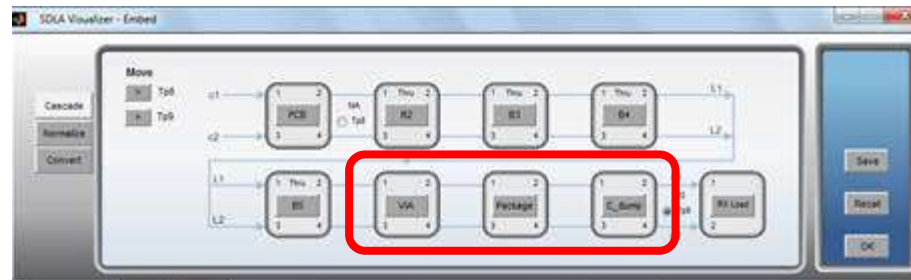 SDLA Visualizer - Embed
Move
Tp8
Tp9
Cascade
Normalize
Convert
c1
c2
1 2
PCB
3 4
NA
Tp8
1 Thru 2
B2
3 4
1 Thru 2
B3
3 4
1 Thru 2
B4
3 4
L1
L2
L1
L2
1 Thru 2
B5
3 4
1 2
VIA
3 4
1 2
Package
3 4
1 2
3 4
Tp9
1
RX Load
2
Save
Recall
OK